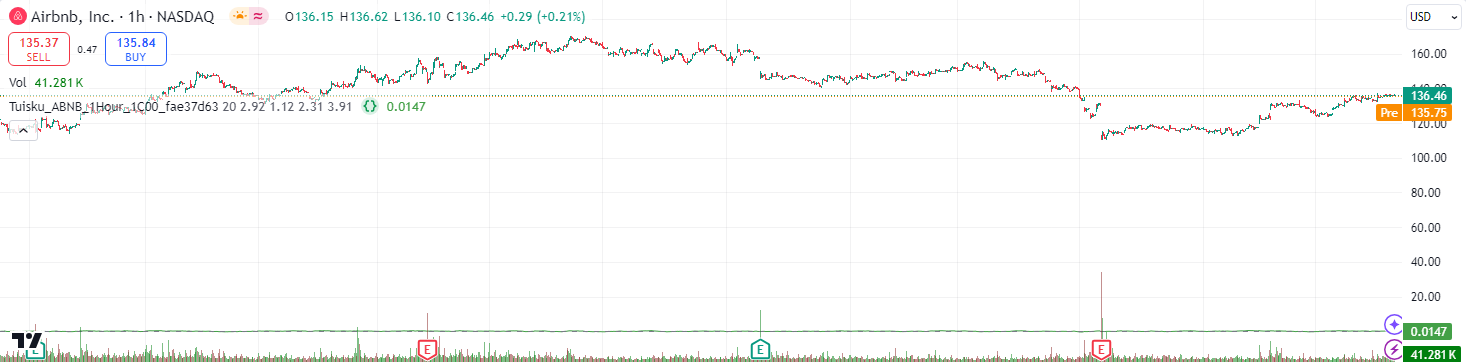 Airbnb, Inc. · 1h · NASDAQ O136.15 H136.62 L136.10 C136.46 +0.29 (+0.21%)
USD
135.37 SELL 0.47 135.84 BUY
160.00
Vol 41.281 K
136.46
Tuisku_ABNB_1Hour_1C00_fae37d63 20 2.92 1.12 2.31 3.91 {} 0.0147
Pre 135.75
120.00
100.00
80.00
60.00
40.00
20.00
0.0147
E E E E
41.281 K